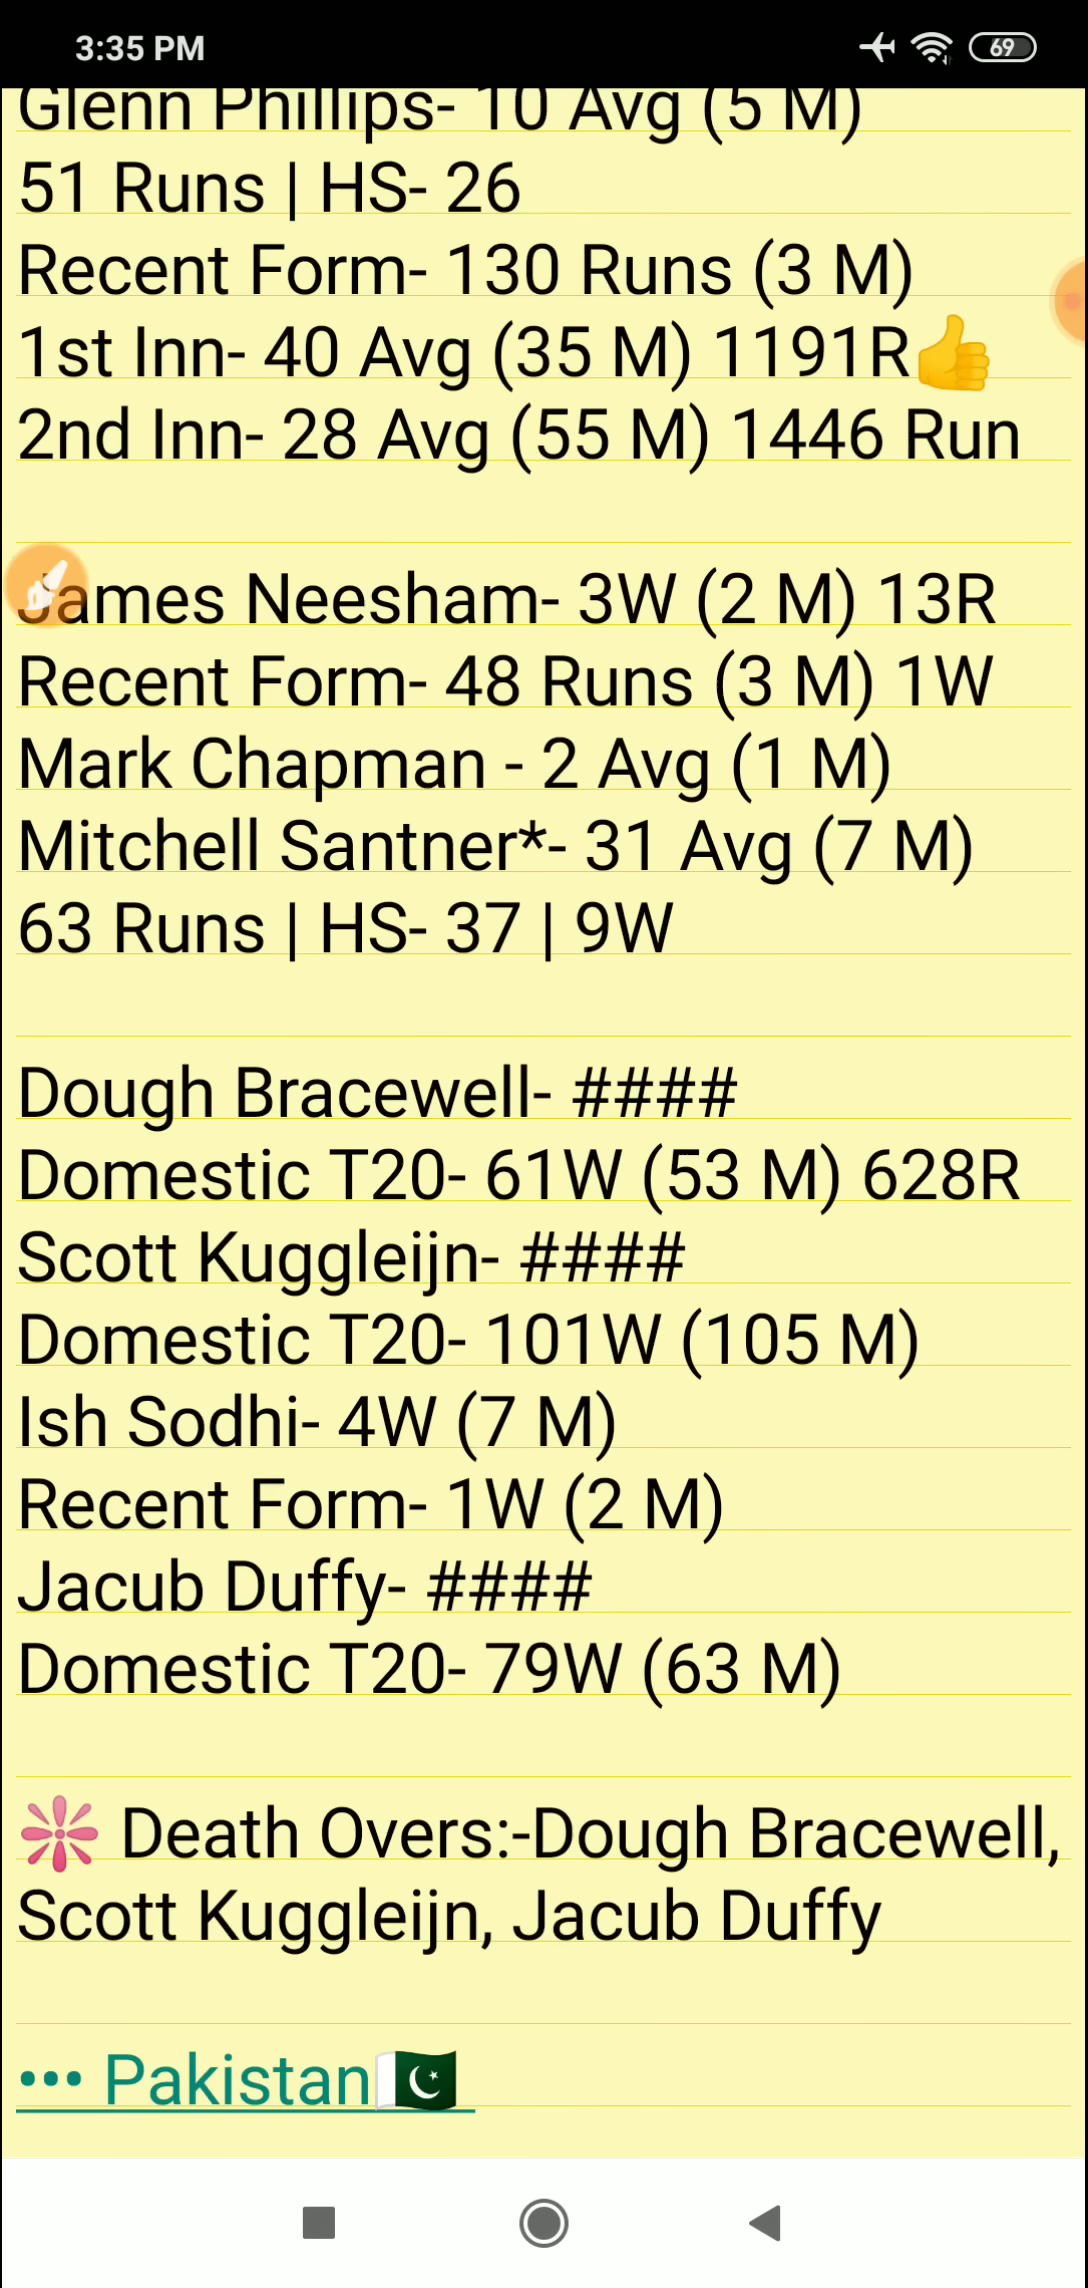 3:35 PM
69
Glenn Phillips- 10 Avg (5 M)
51 Runs | HS- 26
Recent Form- 130 Runs (3 M)
1st Inn- 40 Avg (35 M) 1191R👍
2nd Inn- 28 Avg (55 M) 1446 Run
James Neesham- 3W (2 M) 13R
Recent Form- 48 Runs (3 M) 1W
Mark Chapman - 2 Avg (1 M)
Mitchell Santner*- 31 Avg (7 M)
63 Runs | HS- 37 | 9W
Dough Bracewell- ####
Domestic T20- 61W (53 M) 628R
Scott Kuggleijn- ####
Domestic T20- 101W (105 M)
Ish Sodhi- 4W (7 M)
Recent Form- 1W (2 M)
Jacub Duffy- ####
Domestic T20- 79W (63 M)
❇ Death Overs:-Dough Bracewell,
Scott Kuggleijn, Jacub Duffy
••• Pakistan🇵🇰